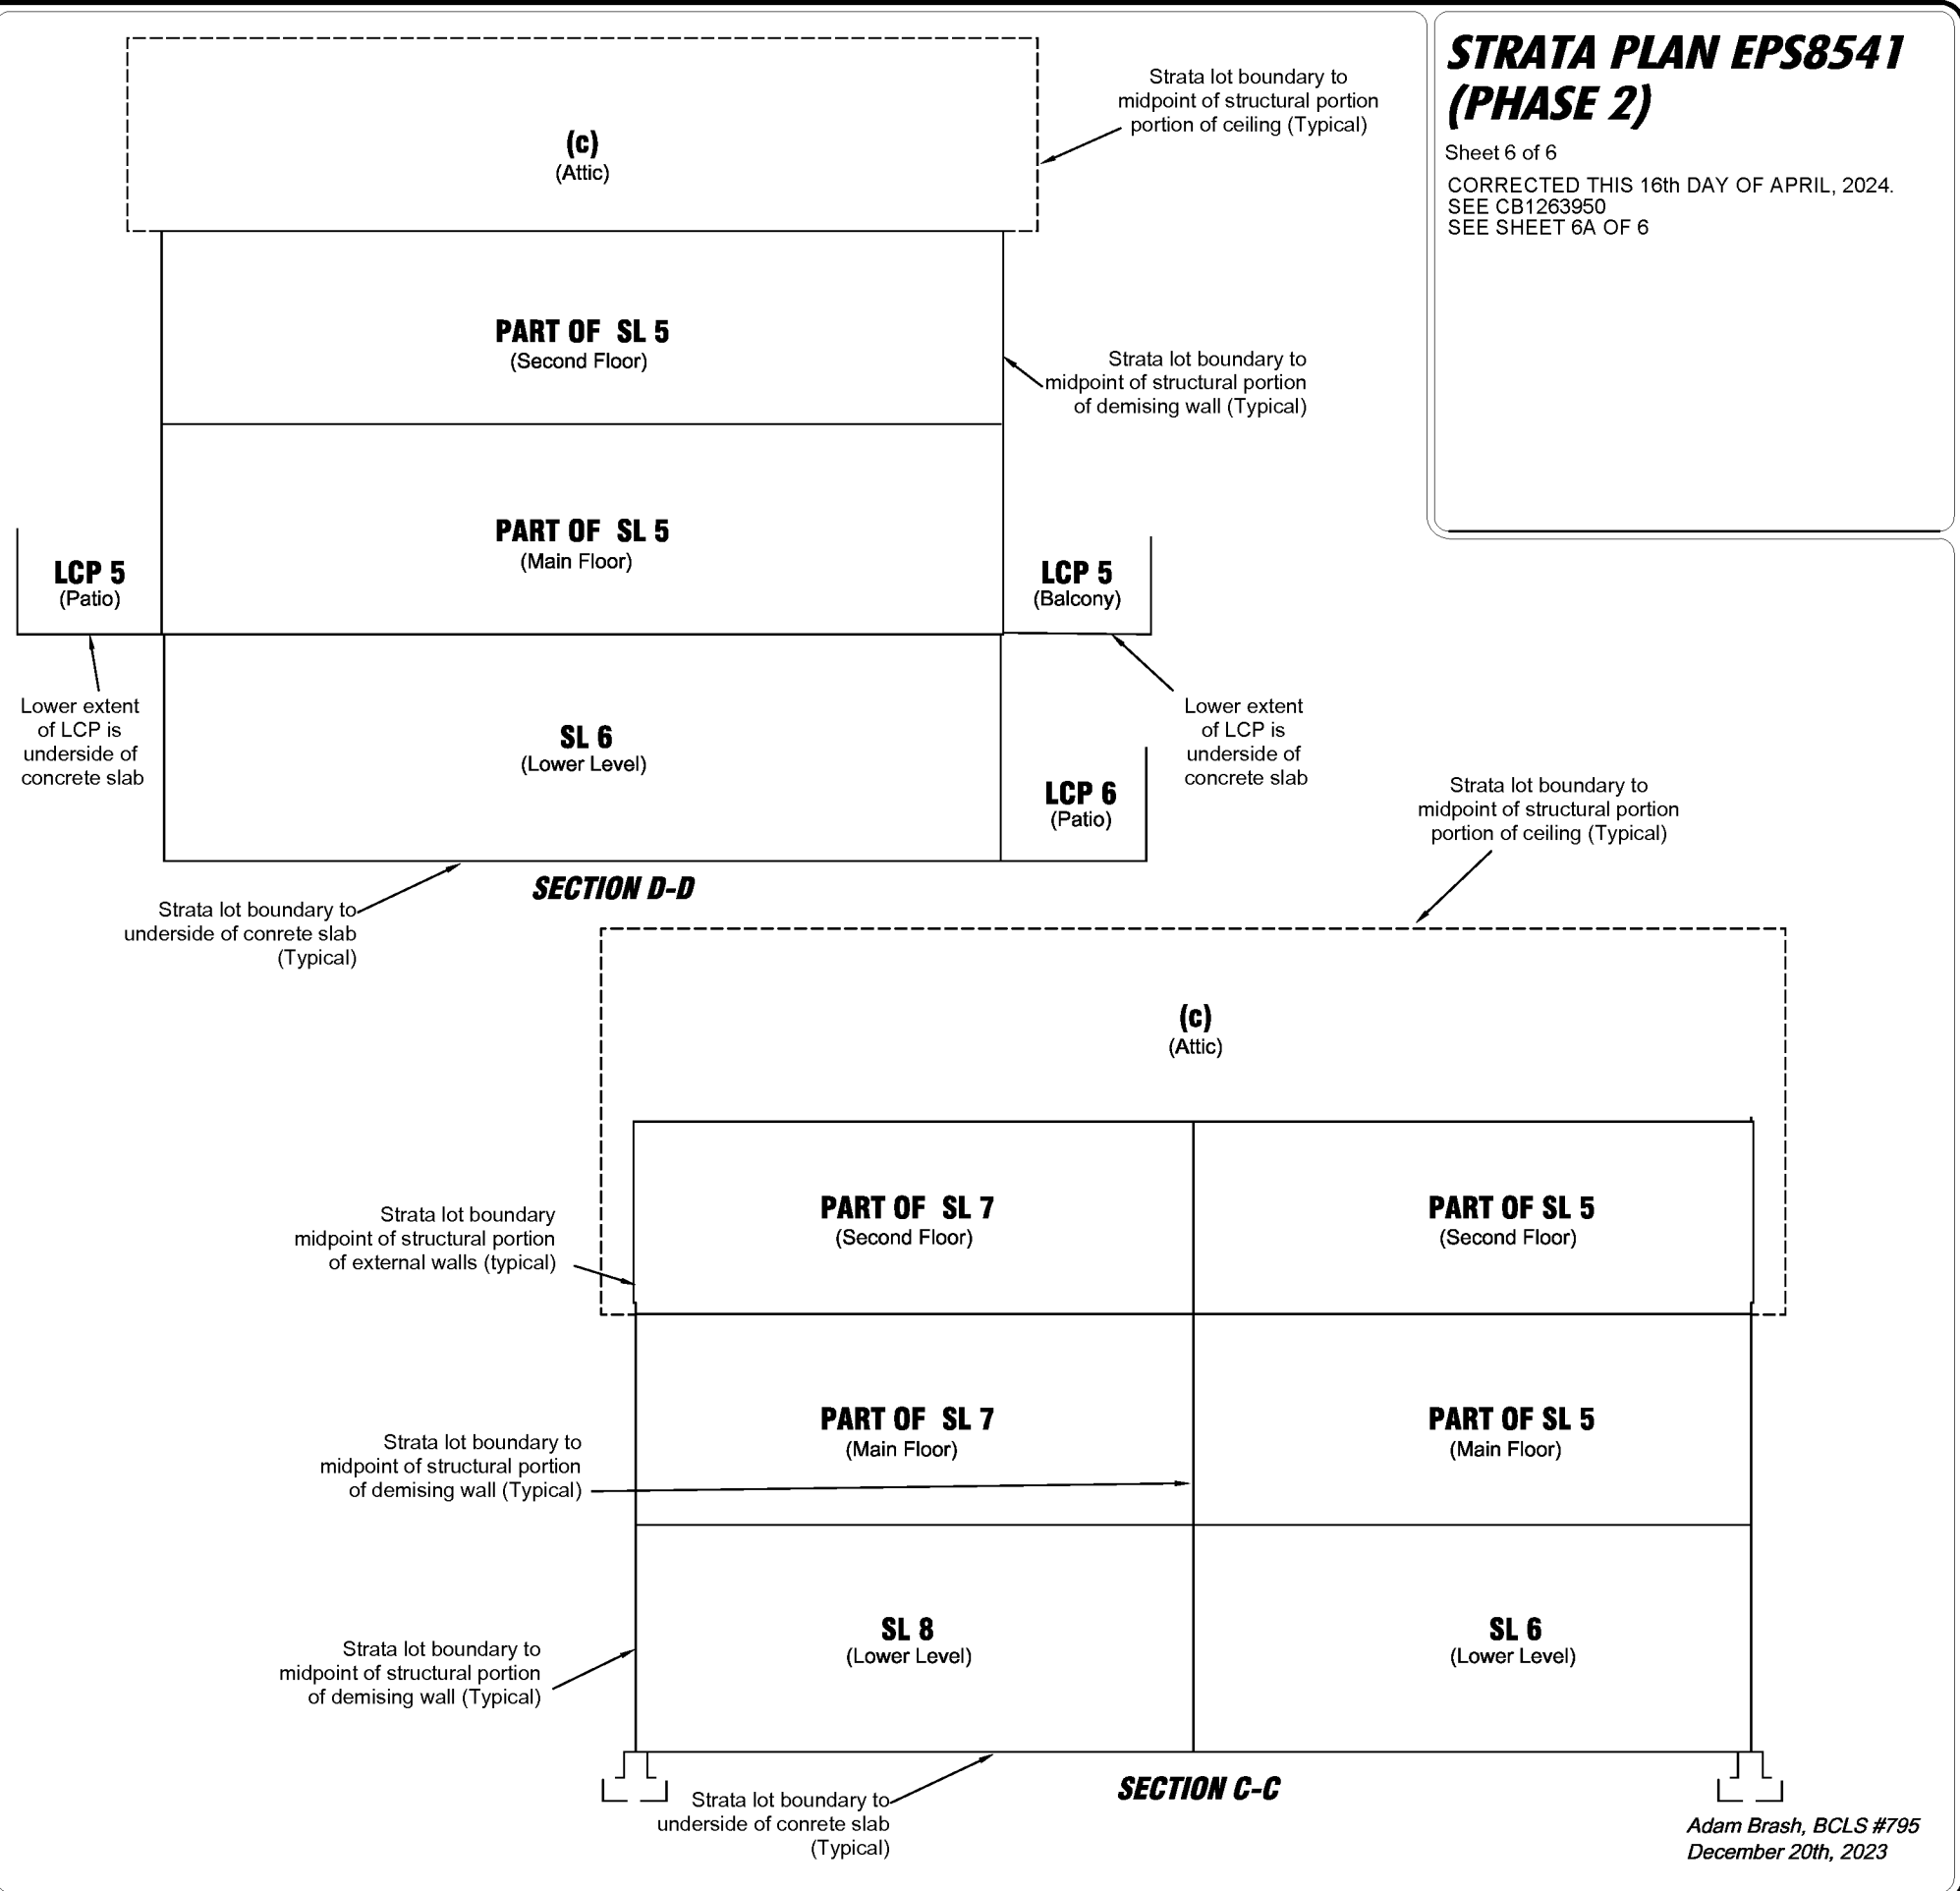 STRATA PLAN EPS8541
(PHASE 2)
Sheet 6 of 6
CORRECTED THIS 16th DAY OF APRIL, 2024.
SEE CB1263950
SEE SHEET 6A OF 6
Strata lot boundary to
midpoint of structural portion
portion of ceiling (Typical)
(c)
(Attic)
PART OF SL 5
(Second Floor)
Strata lot boundary to
midpoint of structural portion
of demising wall (Typical)
PART OF SL 5
(Main Floor)
LCP 5
(Patio)
LCP 5
(Balcony)
Lower extent
of LCP is
underside of
concrete slab
SL 6
(Lower Level)
Lower extent
of LCP is
underside of
concrete slab
LCP 6
(Patio)
Strata lot boundary to
underside of conrete slab
(Typical)
SECTION D-D
Strata lot boundary to
midpoint of structural portion
portion of ceiling (Typical)
(c)
(Attic)
Strata lot boundary
midpoint of structural portion
of external walls (typical)
PART OF SL 7
(Second Floor)
PART OF SL 5
(Second Floor)
Strata lot boundary to
midpoint of structural portion
of demising wall (Typical)
PART OF SL 7
(Main Floor)
PART OF SL 5
(Main Floor)
Strata lot boundary to
midpoint of structural portion
of demising wall (Typical)
SL 8
(Lower Level)
SL 6
(Lower Level)
Strata lot boundary to
underside of conrete slab
(Typical)
SECTION C-C
Adam Brash, BCLS #795
December 20th, 2023